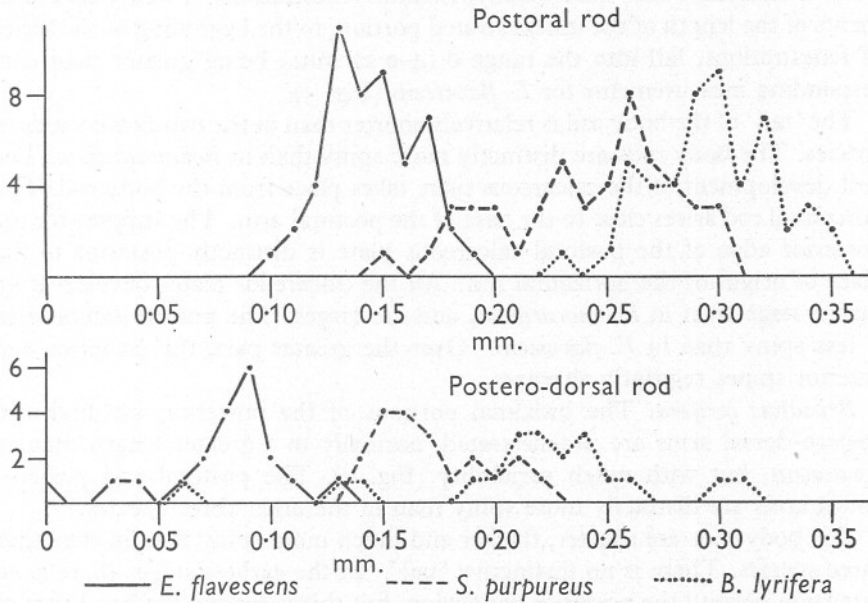 Postoral rod
8
4
0 0·05 0·10 0·15 0·20 0·25 0·30 0·35
mm.
6
Postero-dorsal rod
4
2
0 0·05 0·10 0·15 0·20 0·25 0·30 0·35
mm.
E. flavescens S. purpureus B. lyrifera